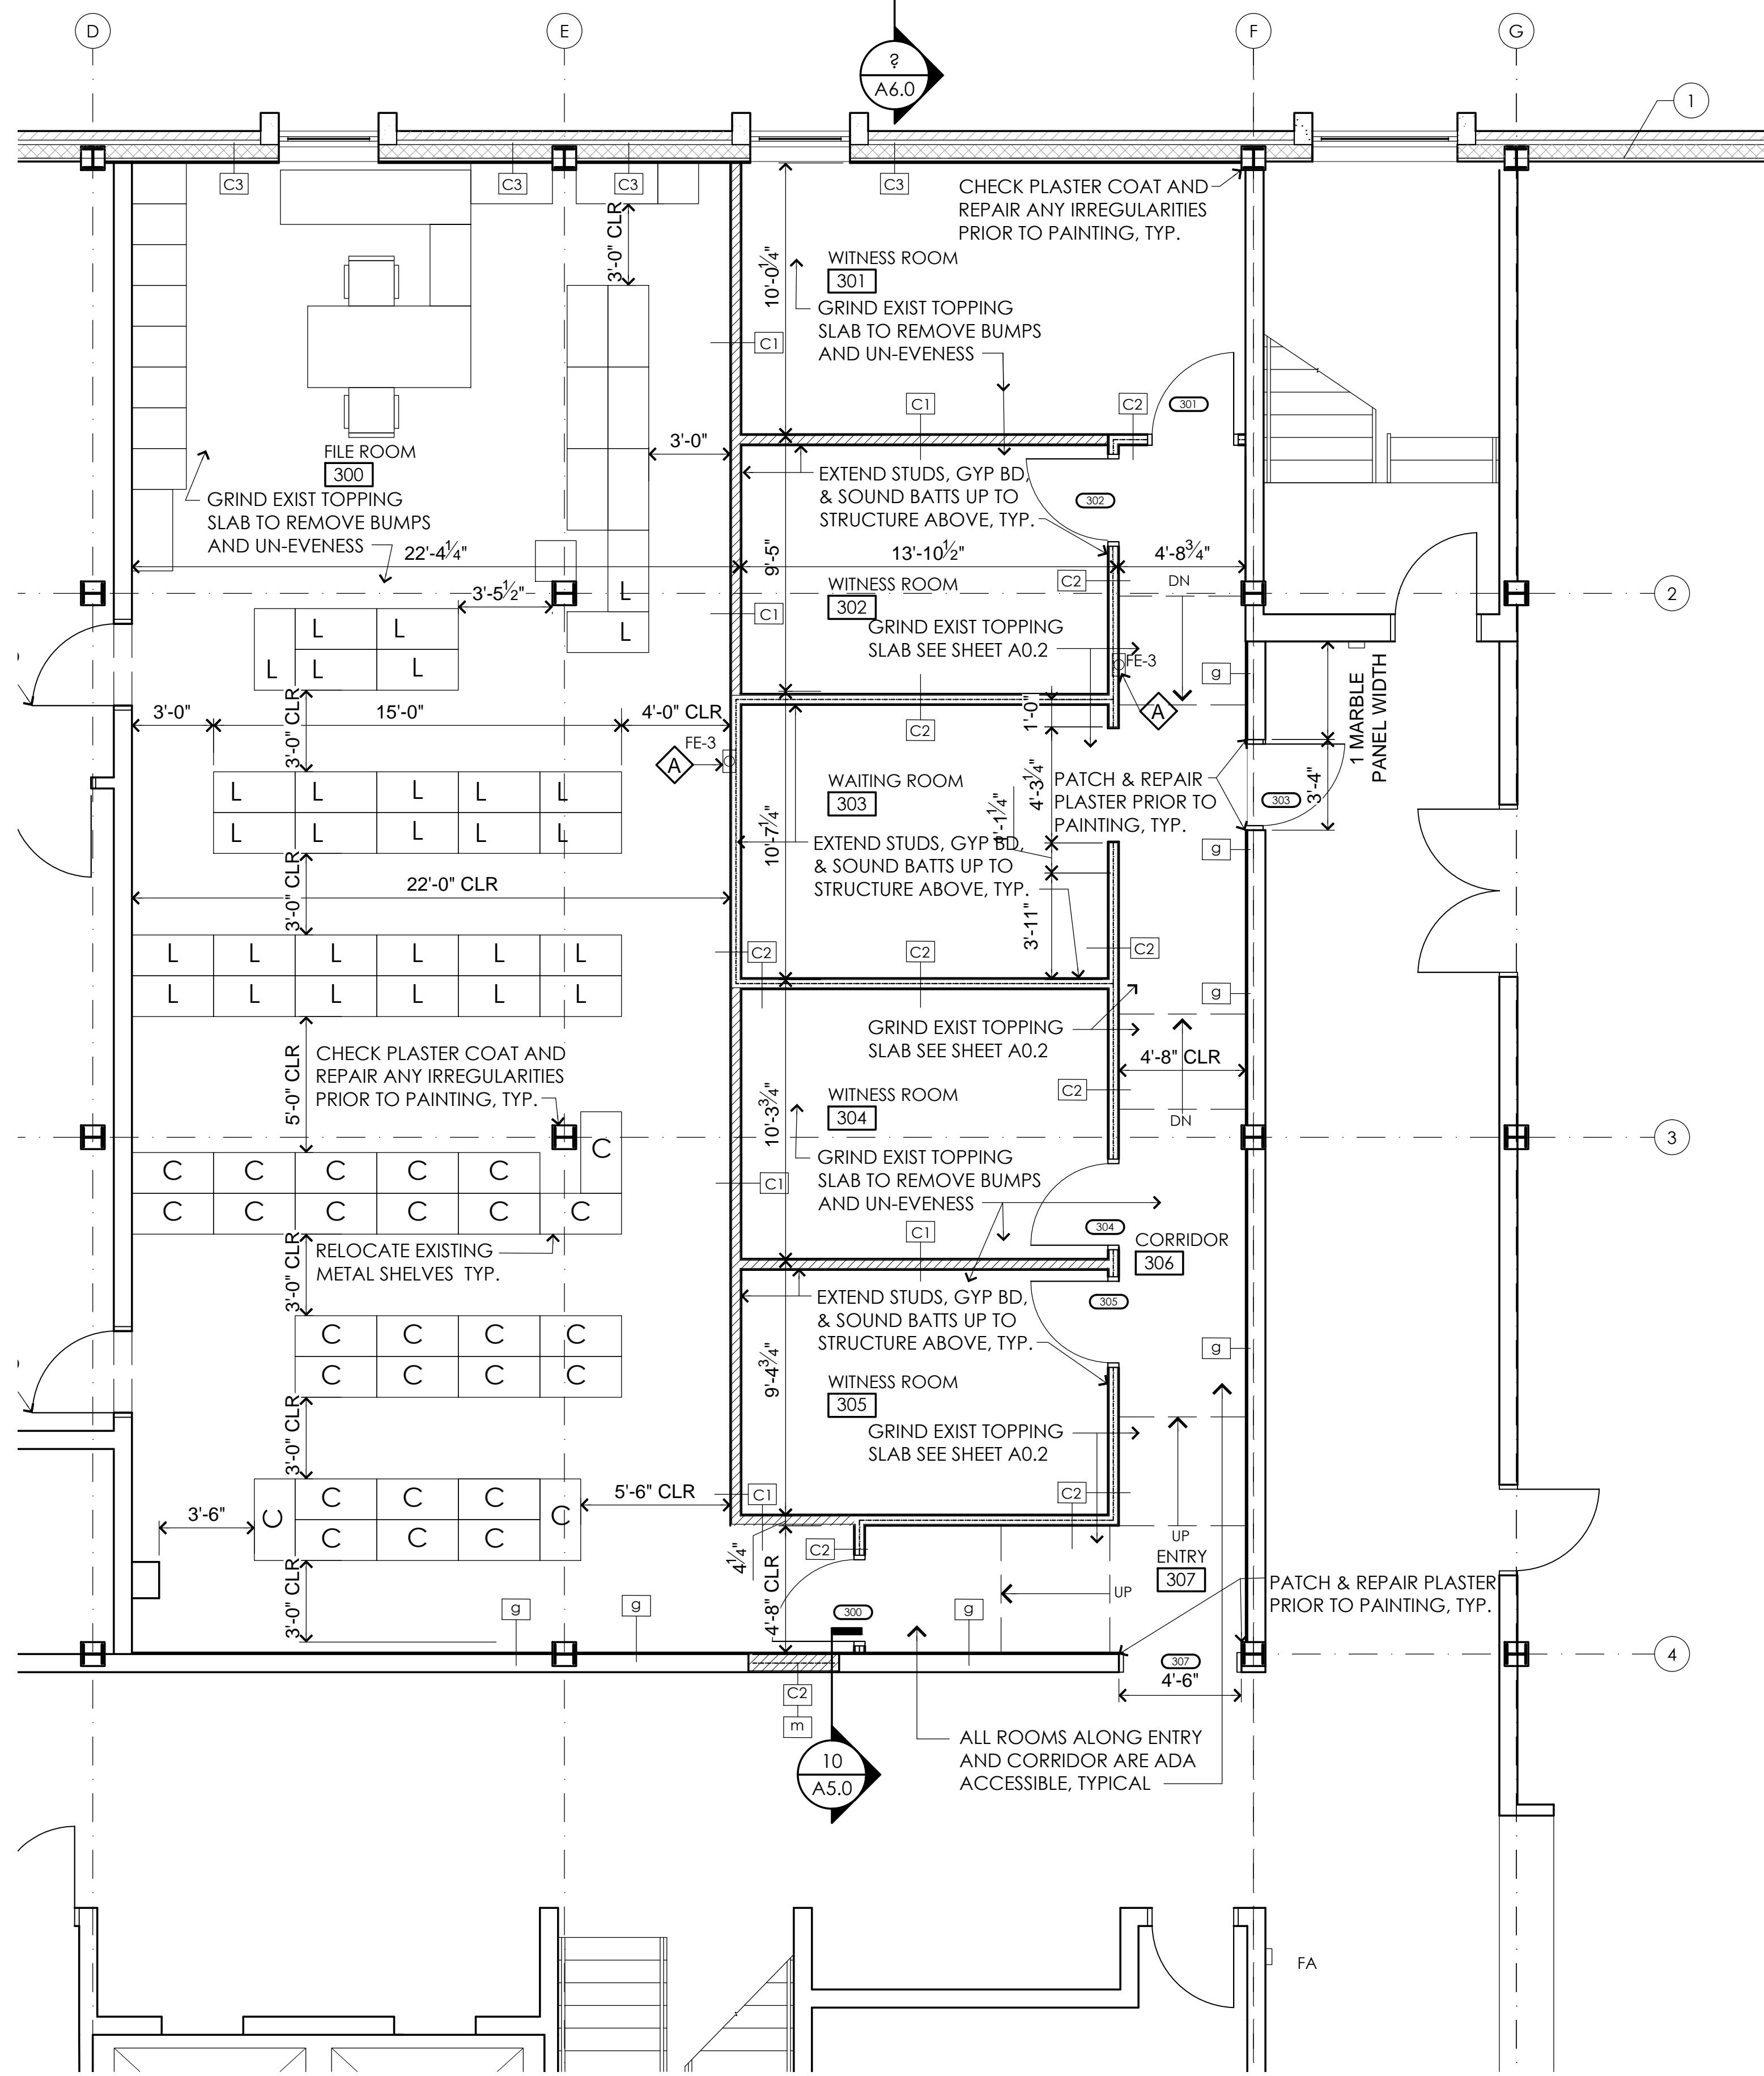 D
E
F
G
?
A6.0
1
C3
C3
C3
C3
CHECK PLASTER COAT AND
REPAIR ANY IRREGULARITIES
PRIOR TO PAINTING, TYP.
3'-0" CLR
10'-0¼"
WITNESS ROOM
301
GRIND EXIST TOPPING
SLAB TO REMOVE BUMPS
AND UN-EVENESS
C1
C1
C2
301
FILE ROOM
300
3'-0"
GRIND EXIST TOPPING
SLAB TO REMOVE BUMPS
AND UN-EVENESS
EXTEND STUDS, GYP BD,
& SOUND BATTS UP TO
STRUCTURE ABOVE, TYP.
302
22'-4¼"
9'-5"
13'-10½"
4'-8¾"
3'-5½"
WITNESS ROOM
302
C1
C2
DN
2
GRIND EXIST TOPPING
SLAB SEE SHEET A0.2
FE-3
g
A
L
L
L L
L L L
3'-0" CLR
3'-0"
15'-0"
4'-0" CLR
FE-3
A
C2
1'-0"
1 MARBLE
PANEL WIDTH
WAITING ROOM
303
4'-3¼"
PATCH & REPAIR
PLASTER PRIOR TO
PAINTING, TYP.
303
3'-4"
L L L L L
L L L L L
10'-7¼"
EXTEND STUDS, GYP BD,
& SOUND BATTS UP TO
STRUCTURE ABOVE, TYP.
g
3'-0" CLR
22'-0" CLR
3'-11"
C2
C2
C2
L L L L L L
L L L L L L
g
GRIND EXIST TOPPING
SLAB SEE SHEET A0.2
4'-8" CLR
5'-0" CLR
CHECK PLASTER COAT AND
REPAIR ANY IRREGULARITIES
PRIOR TO PAINTING, TYP.
10'-3¾"
WITNESS ROOM
304
C2
DN
3
C
C C C C C
C C C C C C
GRIND EXIST TOPPING
SLAB TO REMOVE BUMPS
AND UN-EVENESS
C1
C1
304
CORRIDOR
306
3'-0" CLR
RELOCATE EXISTING
METAL SHELVES TYP.
EXTEND STUDS, GYP BD,
& SOUND BATTS UP TO
STRUCTURE ABOVE, TYP.
305
g
C C C C
C C C C
9'-4¾"
WITNESS ROOM
305
GRIND EXIST TOPPING
SLAB SEE SHEET A0.2
3'-0" CLR
3'-6"
5'-6" CLR
C1
C2
C C C C C
C C C
4¼"
C2
UP
ENTRY
307
UP
3'-0" CLR
4'-8" CLR
g
g
300
g
PATCH & REPAIR PLASTER
PRIOR TO PAINTING, TYP.
307
4'-6"
4
C2
m
10
A5.0
ALL ROOMS ALONG ENTRY
AND CORRIDOR ARE ADA
ACCESSIBLE, TYPICAL
FA